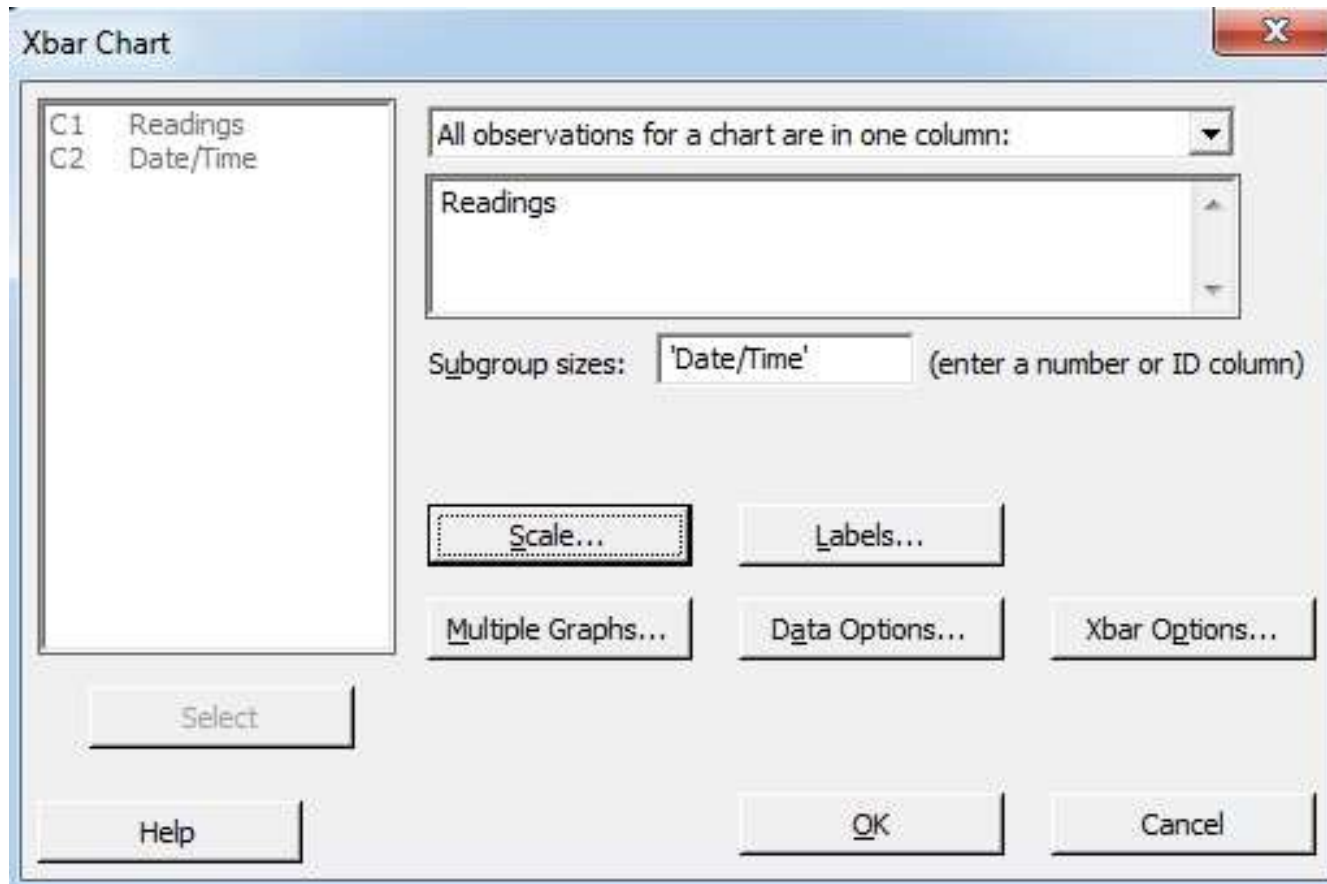 Xbar Chart
C1 Readings
C2 Date/Time
All observations for a chart are in one column:
Readings
Subgroup sizes: 'Date/Time' (enter a number or ID column)
Scale... Labels...
Multiple Graphs... Data Options... Xbar Options...
Select
Help OK Cancel